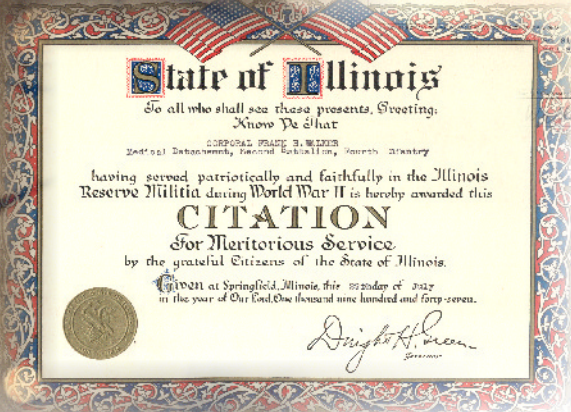 State of Illinois
To all who shall see these presents, Greeting:
Know Ye That
CORPORAL FRANK H. WALKER
Medical Detachment, Second Battalion, Fourth Infantry
having served patriotically and faithfully in the Illinois
Reserve Militia during World War II is hereby awarded this
CITATION
For Meritorious Service
by the grateful Citizens of the State of Illinois.
Given at Springfield, Illinois, this day of July
in the year of Our Lord, One thousand nine hundred and forty-seven.
Dwight H. Green
Governor